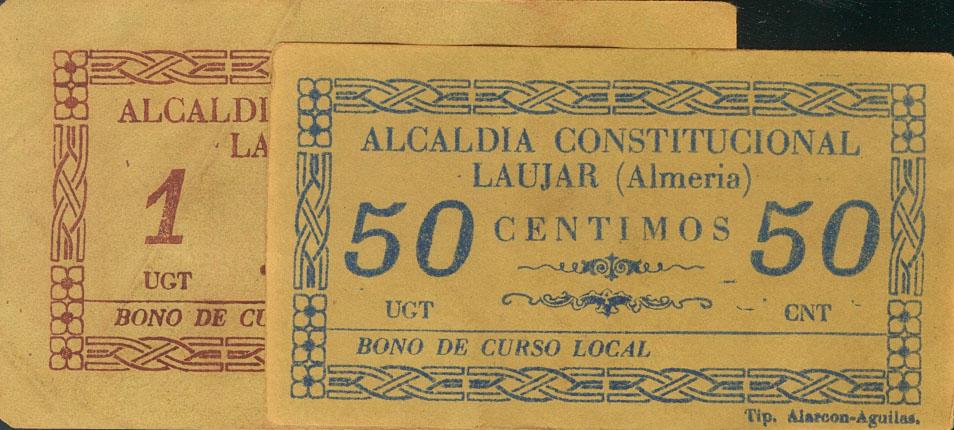 ALCALDI
LA
1
UGT
BONO DE CU
ALCALDIA CONSTITUCIONAL
LAUJAR (Almeria)
50 CENTIMOS 50
UGT CNT
BONO DE CURSO LOCAL
Tip. Alarcon-Aguilas.